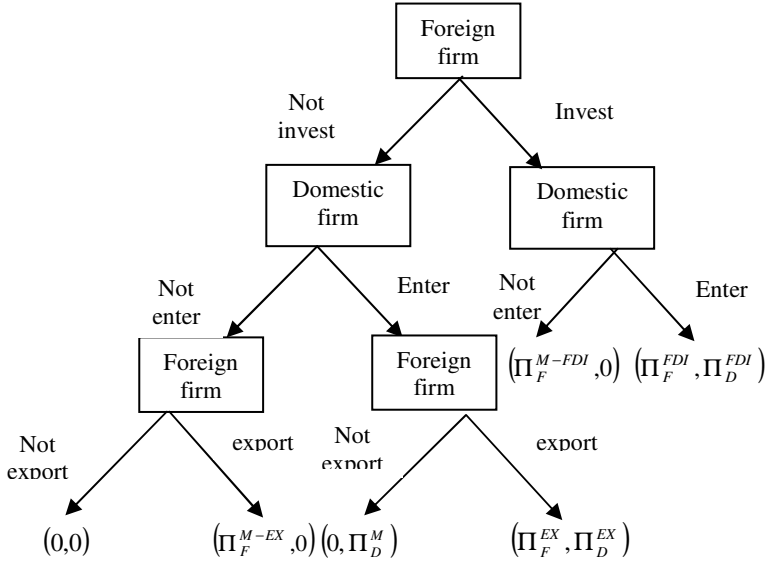 Foreign
firm
Not
invest
Invest
Domestic
firm
Domestic
firm
Not
enter
Enter
Not
enter
Enter
Foreign
firm
Foreign
firm
(Π_F^{M-FDI}, 0) (Π_F^{FDI}, Π_D^{FDI})
Not
export
export
Not
export
export
(0,0) (Π_F^{M-EX}, 0) (0, Π_D^M) (Π_F^{EX}, Π_D^{EX})